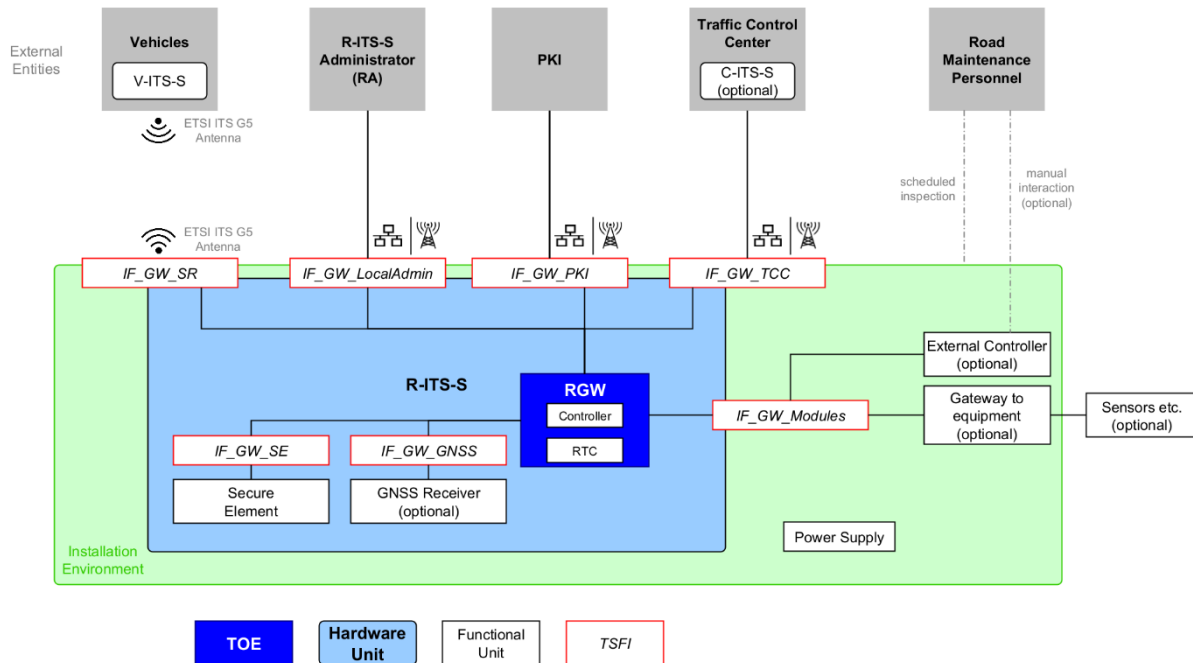 External
Entities
Vehicles
V-ITS-S
R-ITS-S
Administrator
(RA)
PKI
Traffic Control
Center
C-ITS-S
(optional)
Road
Maintenance
Personnel
ETSI ITS G5
Antenna
scheduled
inspection
manual
interaction
(optional)
ETSI ITS G5
Antenna
IF_GW_SR
IF_GW_LocalAdmin
IF_GW_PKI
IF_GW_TCC
R-ITS-S
RGW
Controller
RTC
External Controller
(optional)
IF_GW_Modules
Gateway to
equipment
(optional)
Sensors etc.
(optional)
IF_GW_SE
IF_GW_GNSS
Secure
Element
GNSS Receiver
(optional)
Power Supply
Installation
Environment
TOE
Hardware
Unit
Functional
Unit
TSFI